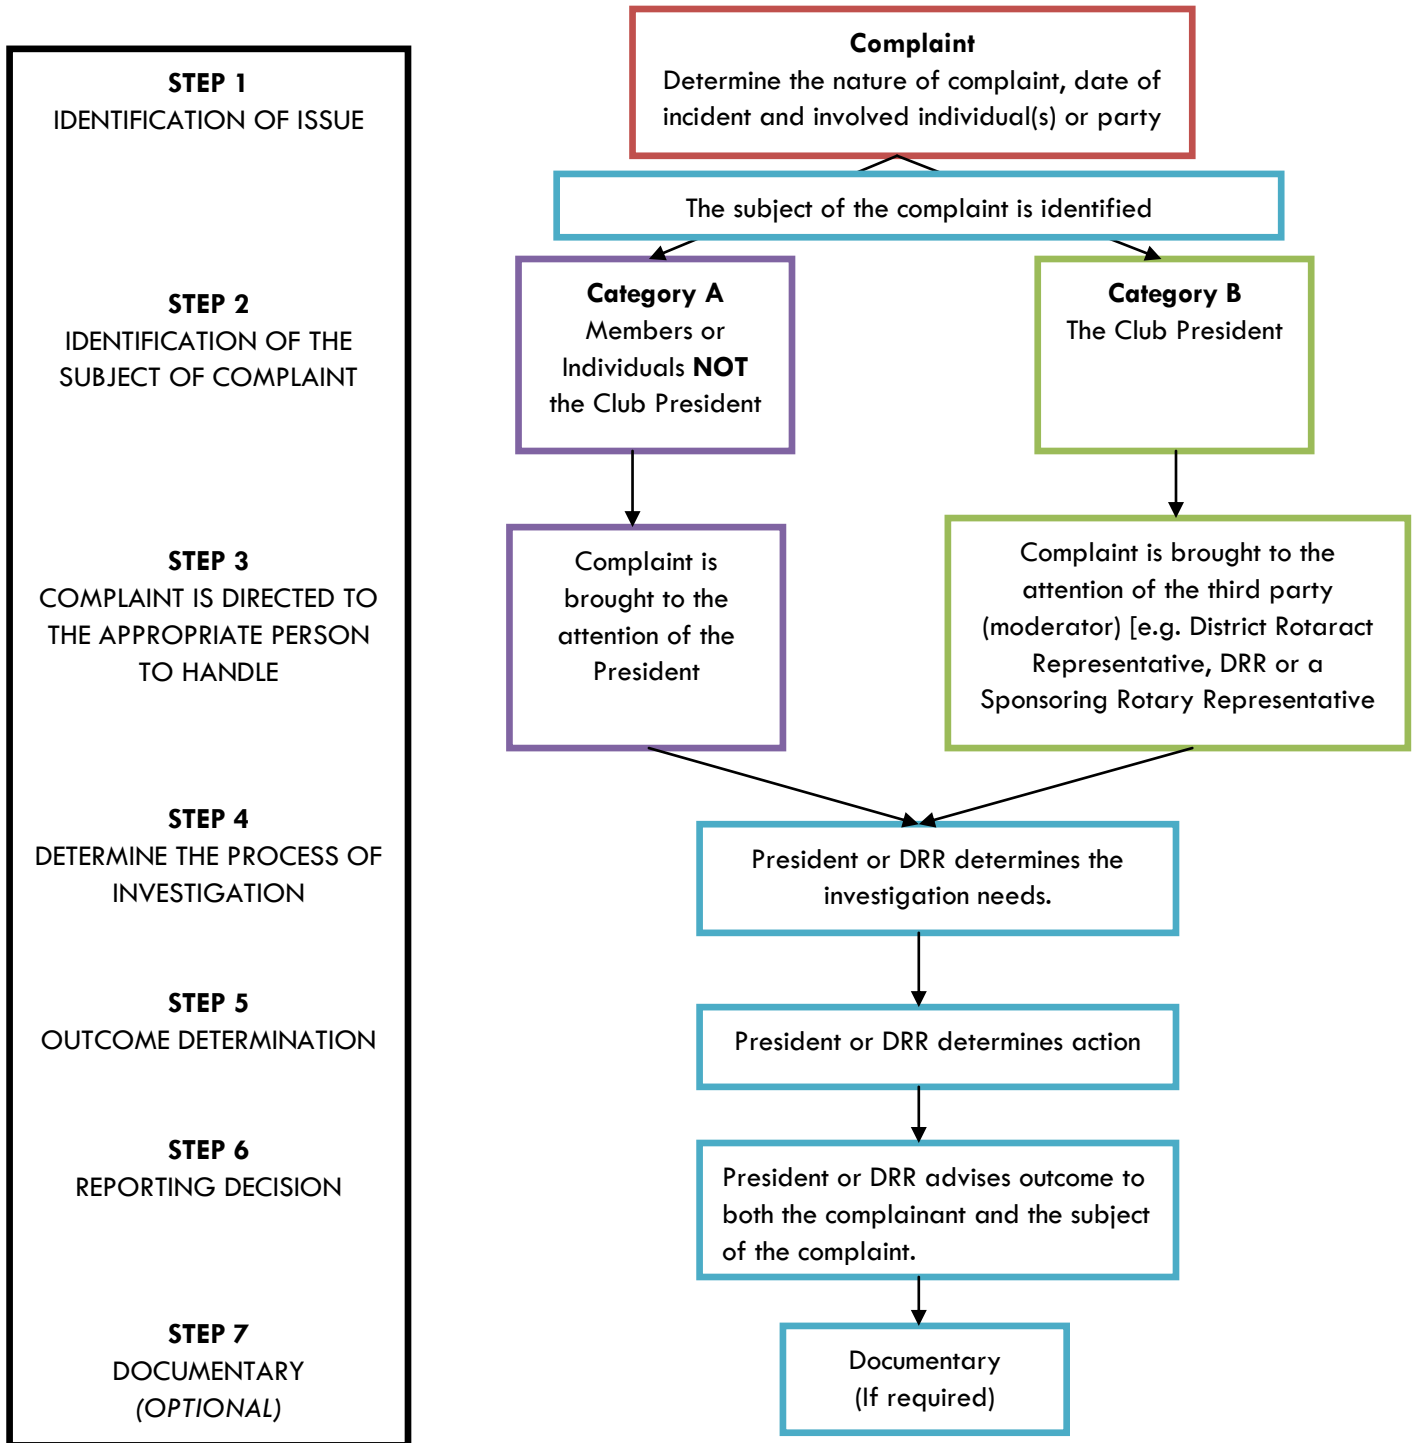 STEP 1
IDENTIFICATION OF ISSUE
STEP 2
IDENTIFICATION OF THE
SUBJECT OF COMPLAINT
STEP 3
COMPLAINT IS DIRECTED TO
THE APPROPRIATE PERSON
TO HANDLE
STEP 4
DETERMINE THE PROCESS OF
INVESTIGATION
STEP 5
OUTCOME DETERMINATION
STEP 6
REPORTING DECISION
STEP 7
DOCUMENTARY
(OPTIONAL)
Complaint
Determine the nature of complaint, date of
incident and involved individual(s) or party
The subject of the complaint is identified
Category A
Members or
Individuals NOT
the Club President
Category B
The Club President
Complaint is
brought to the
attention of the
President
Complaint is brought to the
attention of the third party
(moderator) [e.g. District Rotaract
Representative, DRR or a
Sponsoring Rotary Representative
President or DRR determines the
investigation needs.
President or DRR determines action
President or DRR advises outcome to
both the complainant and the subject
of the complaint.
Documentary
(If required)